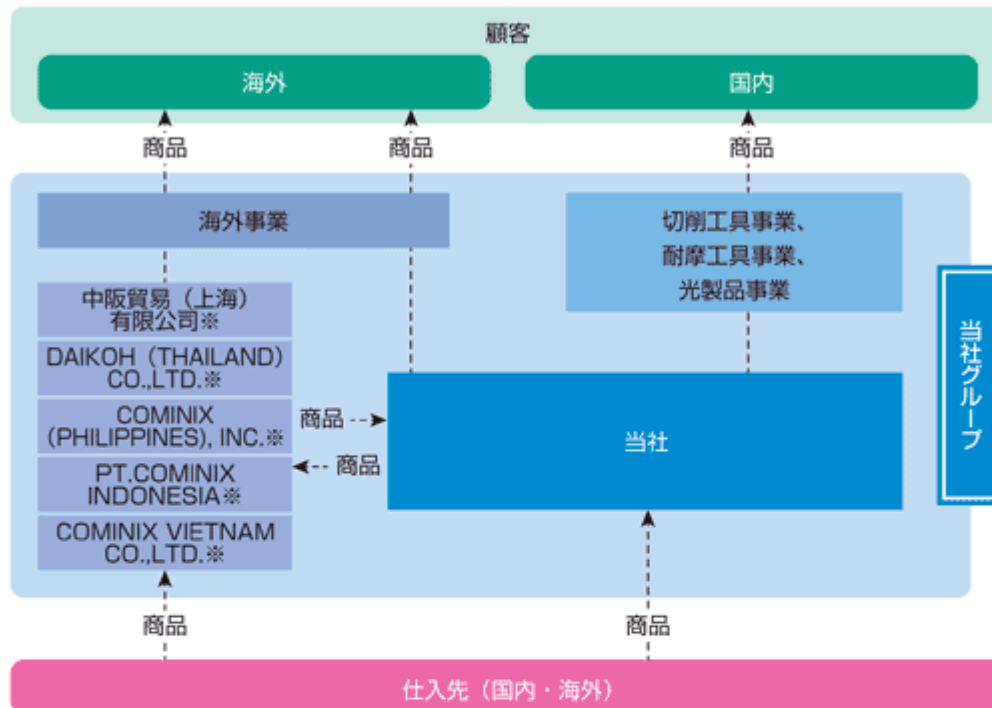 顧客
海外
国内
商品
商品
商品
海外事業
切削工具事業、
耐摩工具事業、
光製品事業
中阪貿易（上海）
有限公司※
DAIKOH（THAILAND）
CO.,LTD.※
COMINIX
(PHILIPPINES), INC.※
PT.COMINIX
INDONESIA※
COMINIX VIETNAM
CO.,LTD.※
商品
商品
当社
当社グループ
商品
商品
仕入先（国内・海外）